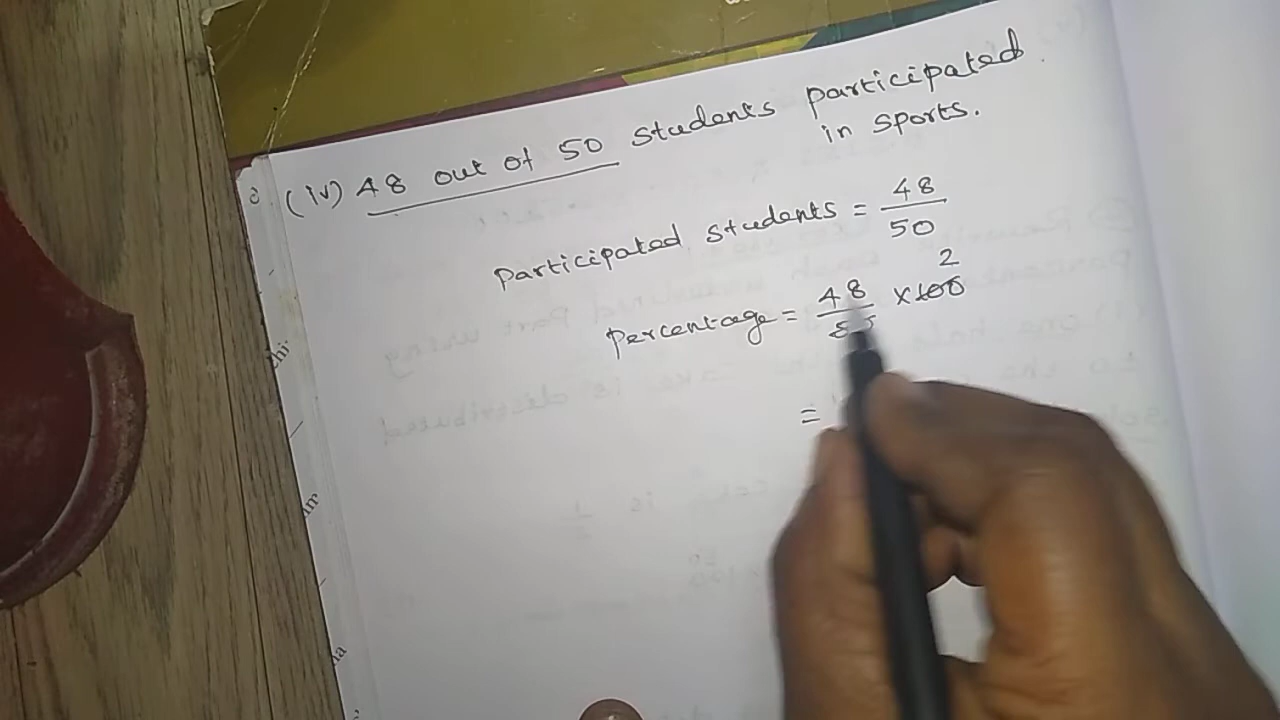 (iv) 48 out of 50 students participated
in sports.
participated students = 48/50
2
percentage = 48/50 × 100
=